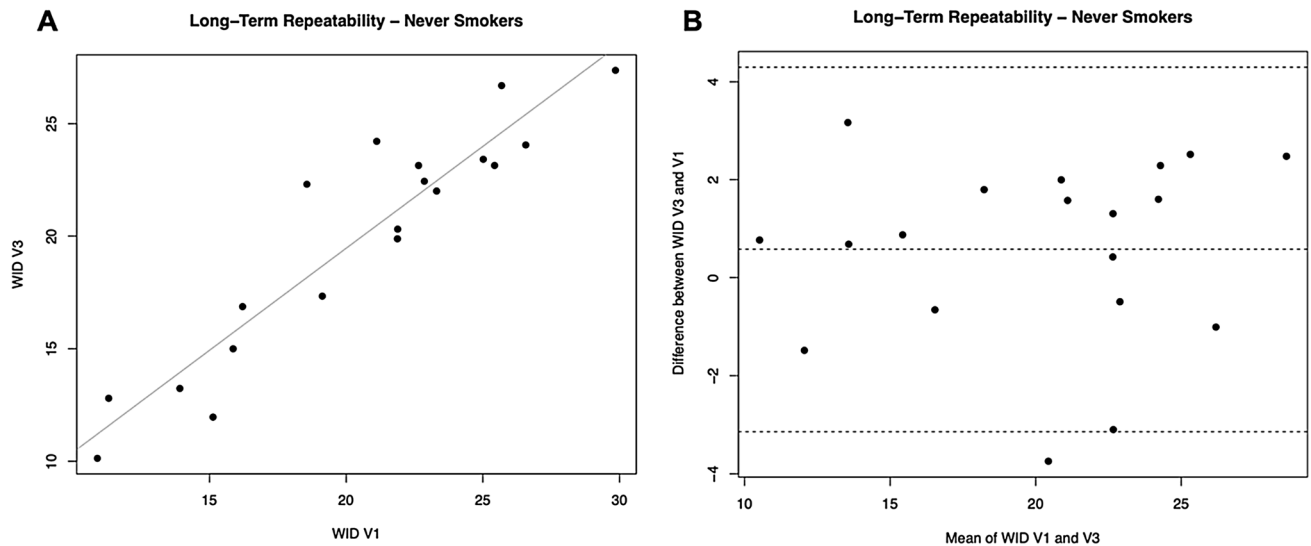 A
Long–Term Repeatability – Never Smokers
WID V3
25
20
15
10
15 20 25 30
WID V1
B
Long–Term Repeatability – Never Smokers
Difference between WID V3 and V1
4
2
0
−2
−4
10 15 20 25
Mean of WID V1 and V3